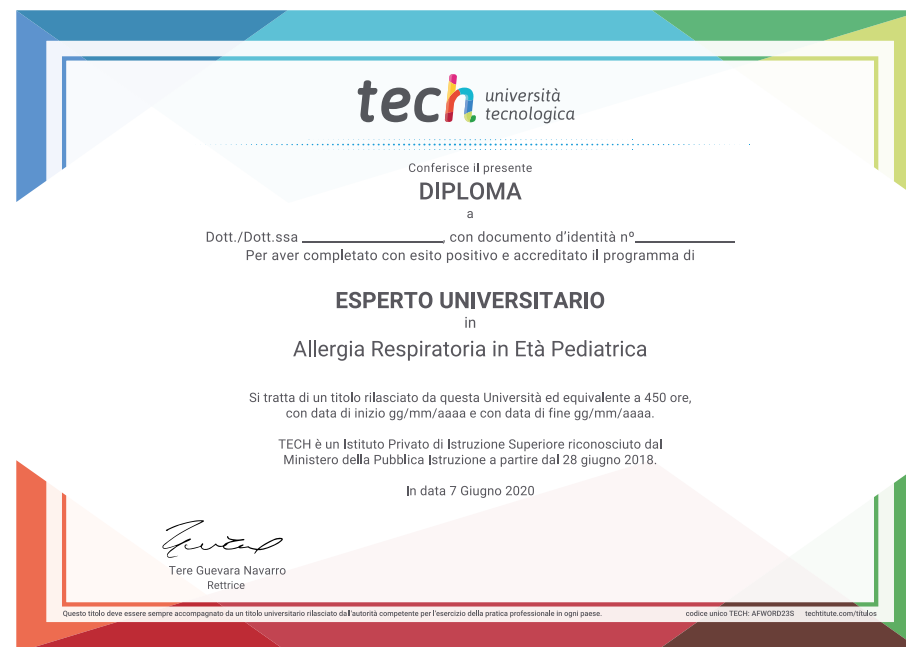 tech università
tecnologica
Conferisce il presente
DIPLOMA
a
Dott./Dott.ssa ____________________, con documento d'identità nº______________
Per aver completato con esito positivo e accreditato il programma di
ESPERTO UNIVERSITARIO
in
Allergia Respiratoria in Età Pediatrica
Si tratta di un titolo rilasciato da questa Università ed equivalente a 450 ore,
con data di inizio gg/mm/aaaa e con data di fine gg/mm/aaaa.
TECH è un Istituto Privato di Istruzione Superiore riconosciuto dal
Ministero della Pubblica Istruzione a partire dal 28 giugno 2018.
In data 7 Giugno 2020
Tere Guevara Navarro
Rettrice
Questo titolo deve essere sempre accompagnato da un titolo universitario rilasciato dall'autorità competente per l'esercizio della pratica professionale in ogni paese. codice unico TECH: AFWORD23S techtitute.com/titulos